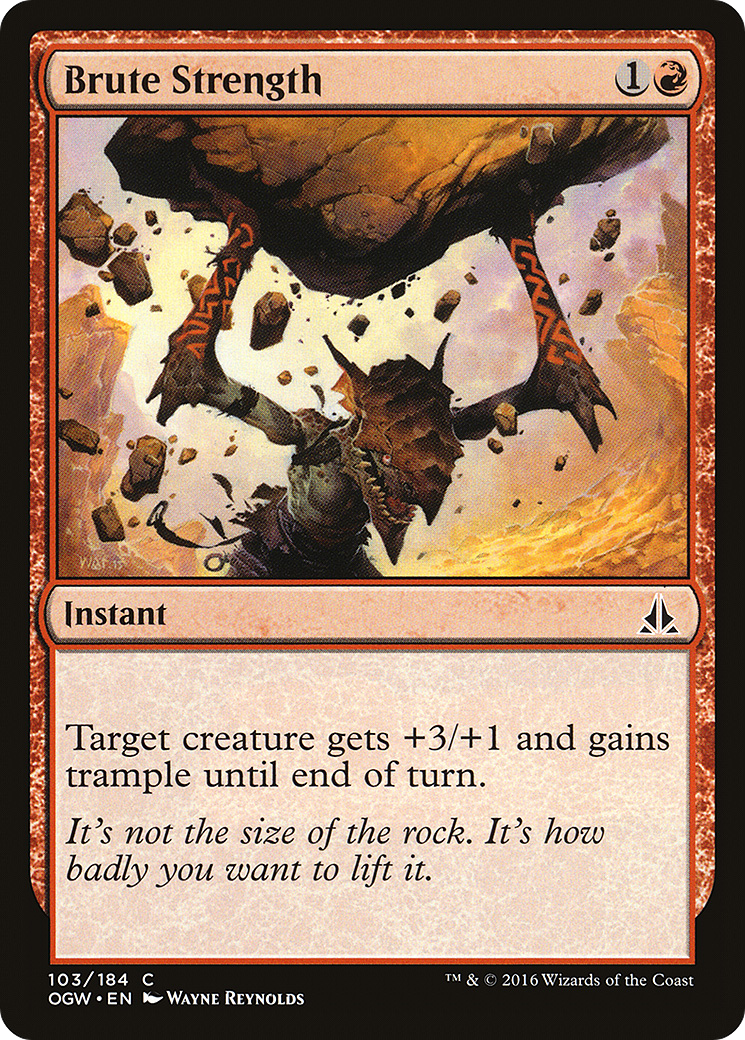 Brute Strength
1
Instant
Target creature gets +3/+1 and gains
trample until end of turn.
It's not the size of the rock. It's how
badly you want to lift it.
103/184 C
OGW • EN Wayne Reynolds
™ & © 2016 Wizards of the Coast